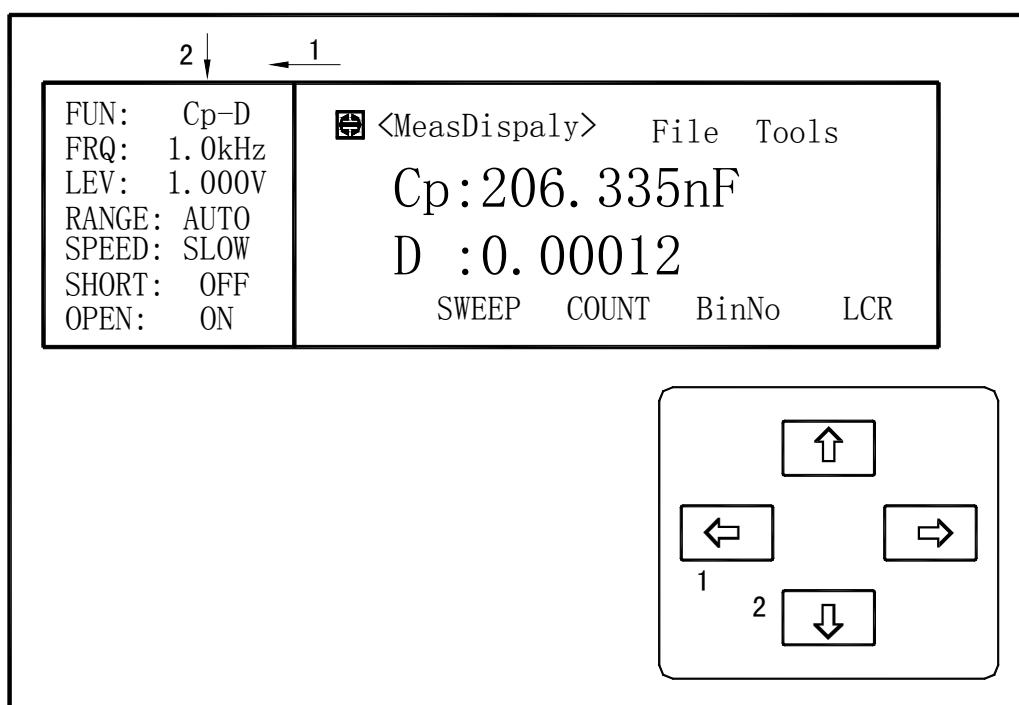 2 1
FUN: Cp-D
FRQ: 1.0kHz
LEV: 1.000V
RANGE: AUTO
SPEED: SLOW
SHORT: OFF
OPEN: ON
<MeasDispaly> File Tools
Cp:206.335nF
D :0.00012
SWEEP COUNT BinNo LCR
1
2